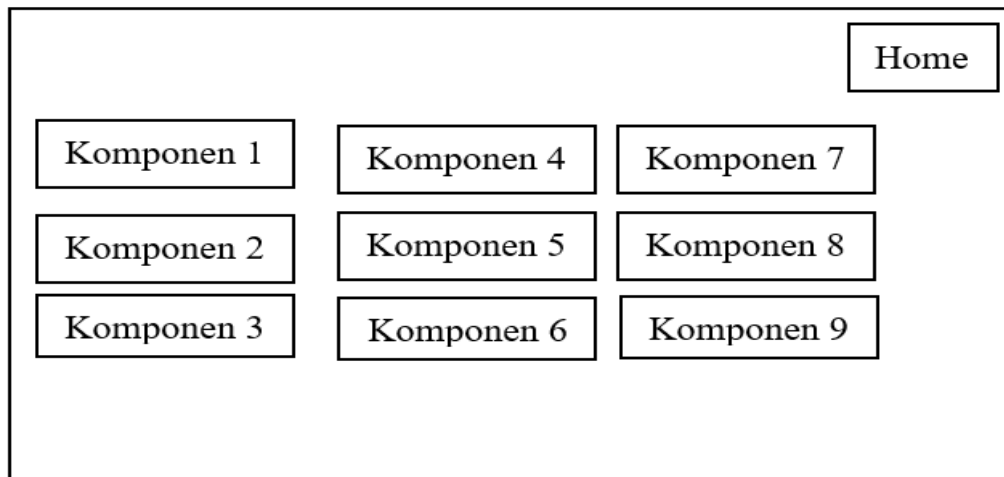 Home
Komponen 1
Komponen 4
Komponen 7
Komponen 2
Komponen 5
Komponen 8
Komponen 3
Komponen 6
Komponen 9